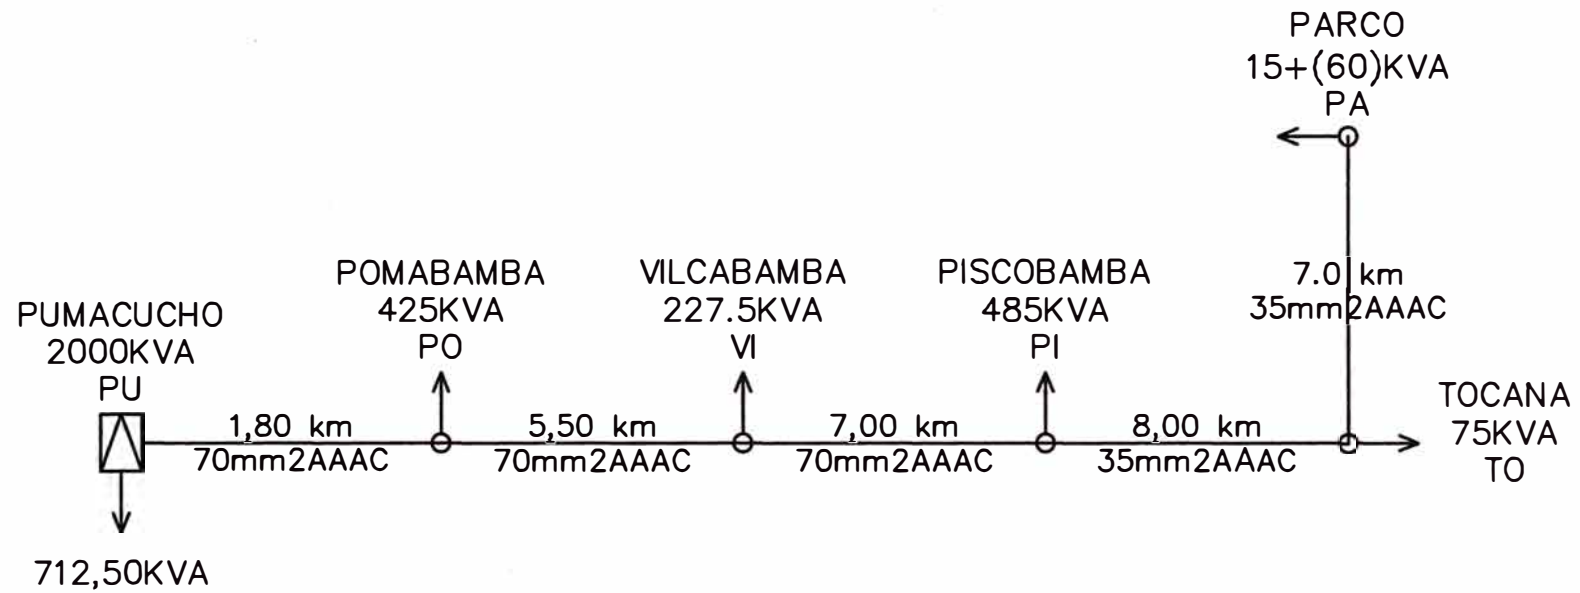 PARCO
15+(60)KVA
PA
7.0 km
35mm2AAAC
PUMACUCHO
2000KVA
PU
712,50KVA
POMABAMBA
425KVA
PO
VILCABAMBA
227.5KVA
VI
PISCOBAMBA
485KVA
PI
1,80 km
70mm2AAAC
5,50 km
70mm2AAAC
7,00 km
70mm2AAAC
8,00 km
35mm2AAAC
TOCANA
75KVA
TO